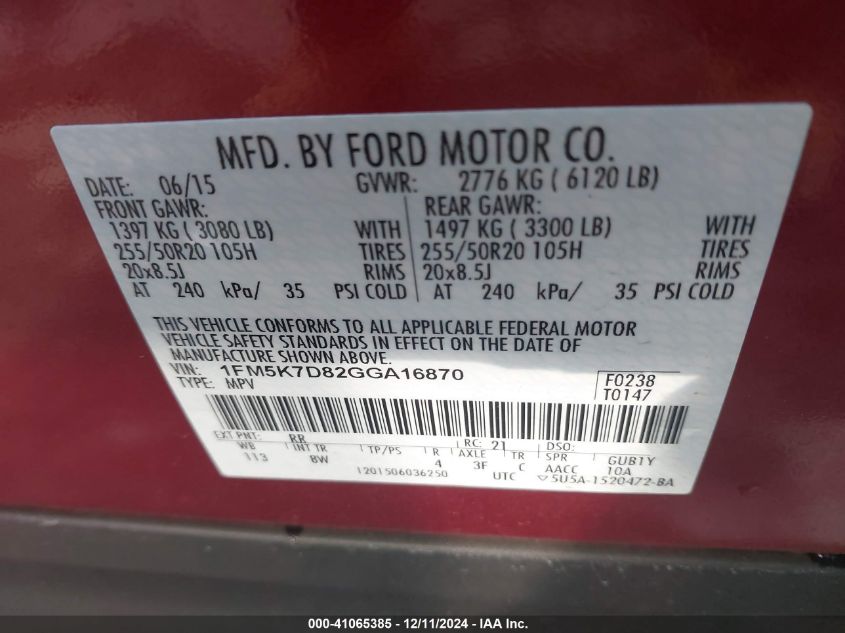 MFD. BY FORD MOTOR CO.
DATE: 06/15 GVWR: 2776 KG ( 6120 LB)
FRONT GAWR: REAR GAWR:
1397 KG ( 3080 LB) WITH 1497 KG ( 3300 LB) WITH
255/50R20 105H TIRES 255/50R20 105H TIRES
20x8.5J RIMS 20x8.5J RIMS
AT 240 kPa/ 35 PSI COLD AT 240 kPa/ 35 PSI COLD
THIS VEHICLE CONFORMS TO ALL APPLICABLE FEDERAL MOTOR
VEHICLE SAFETY STANDARDS IN EFFECT ON THE DATE OF
MANUFACTURE SHOWN ABOVE.
VIN: 1FM5K7D82GGA16870 F0238
TYPE: MPV T0147
EXT PNT: RR RC: 21 DSO:
WB INT TR TP/PS R AXLE TR SPR GUB1Y
113 8W 4 3F C AACC 10A
1201506036250 UTC ▽5U5A-1520472-BA
000-41065385 - 12/11/2024 - IAA Inc.